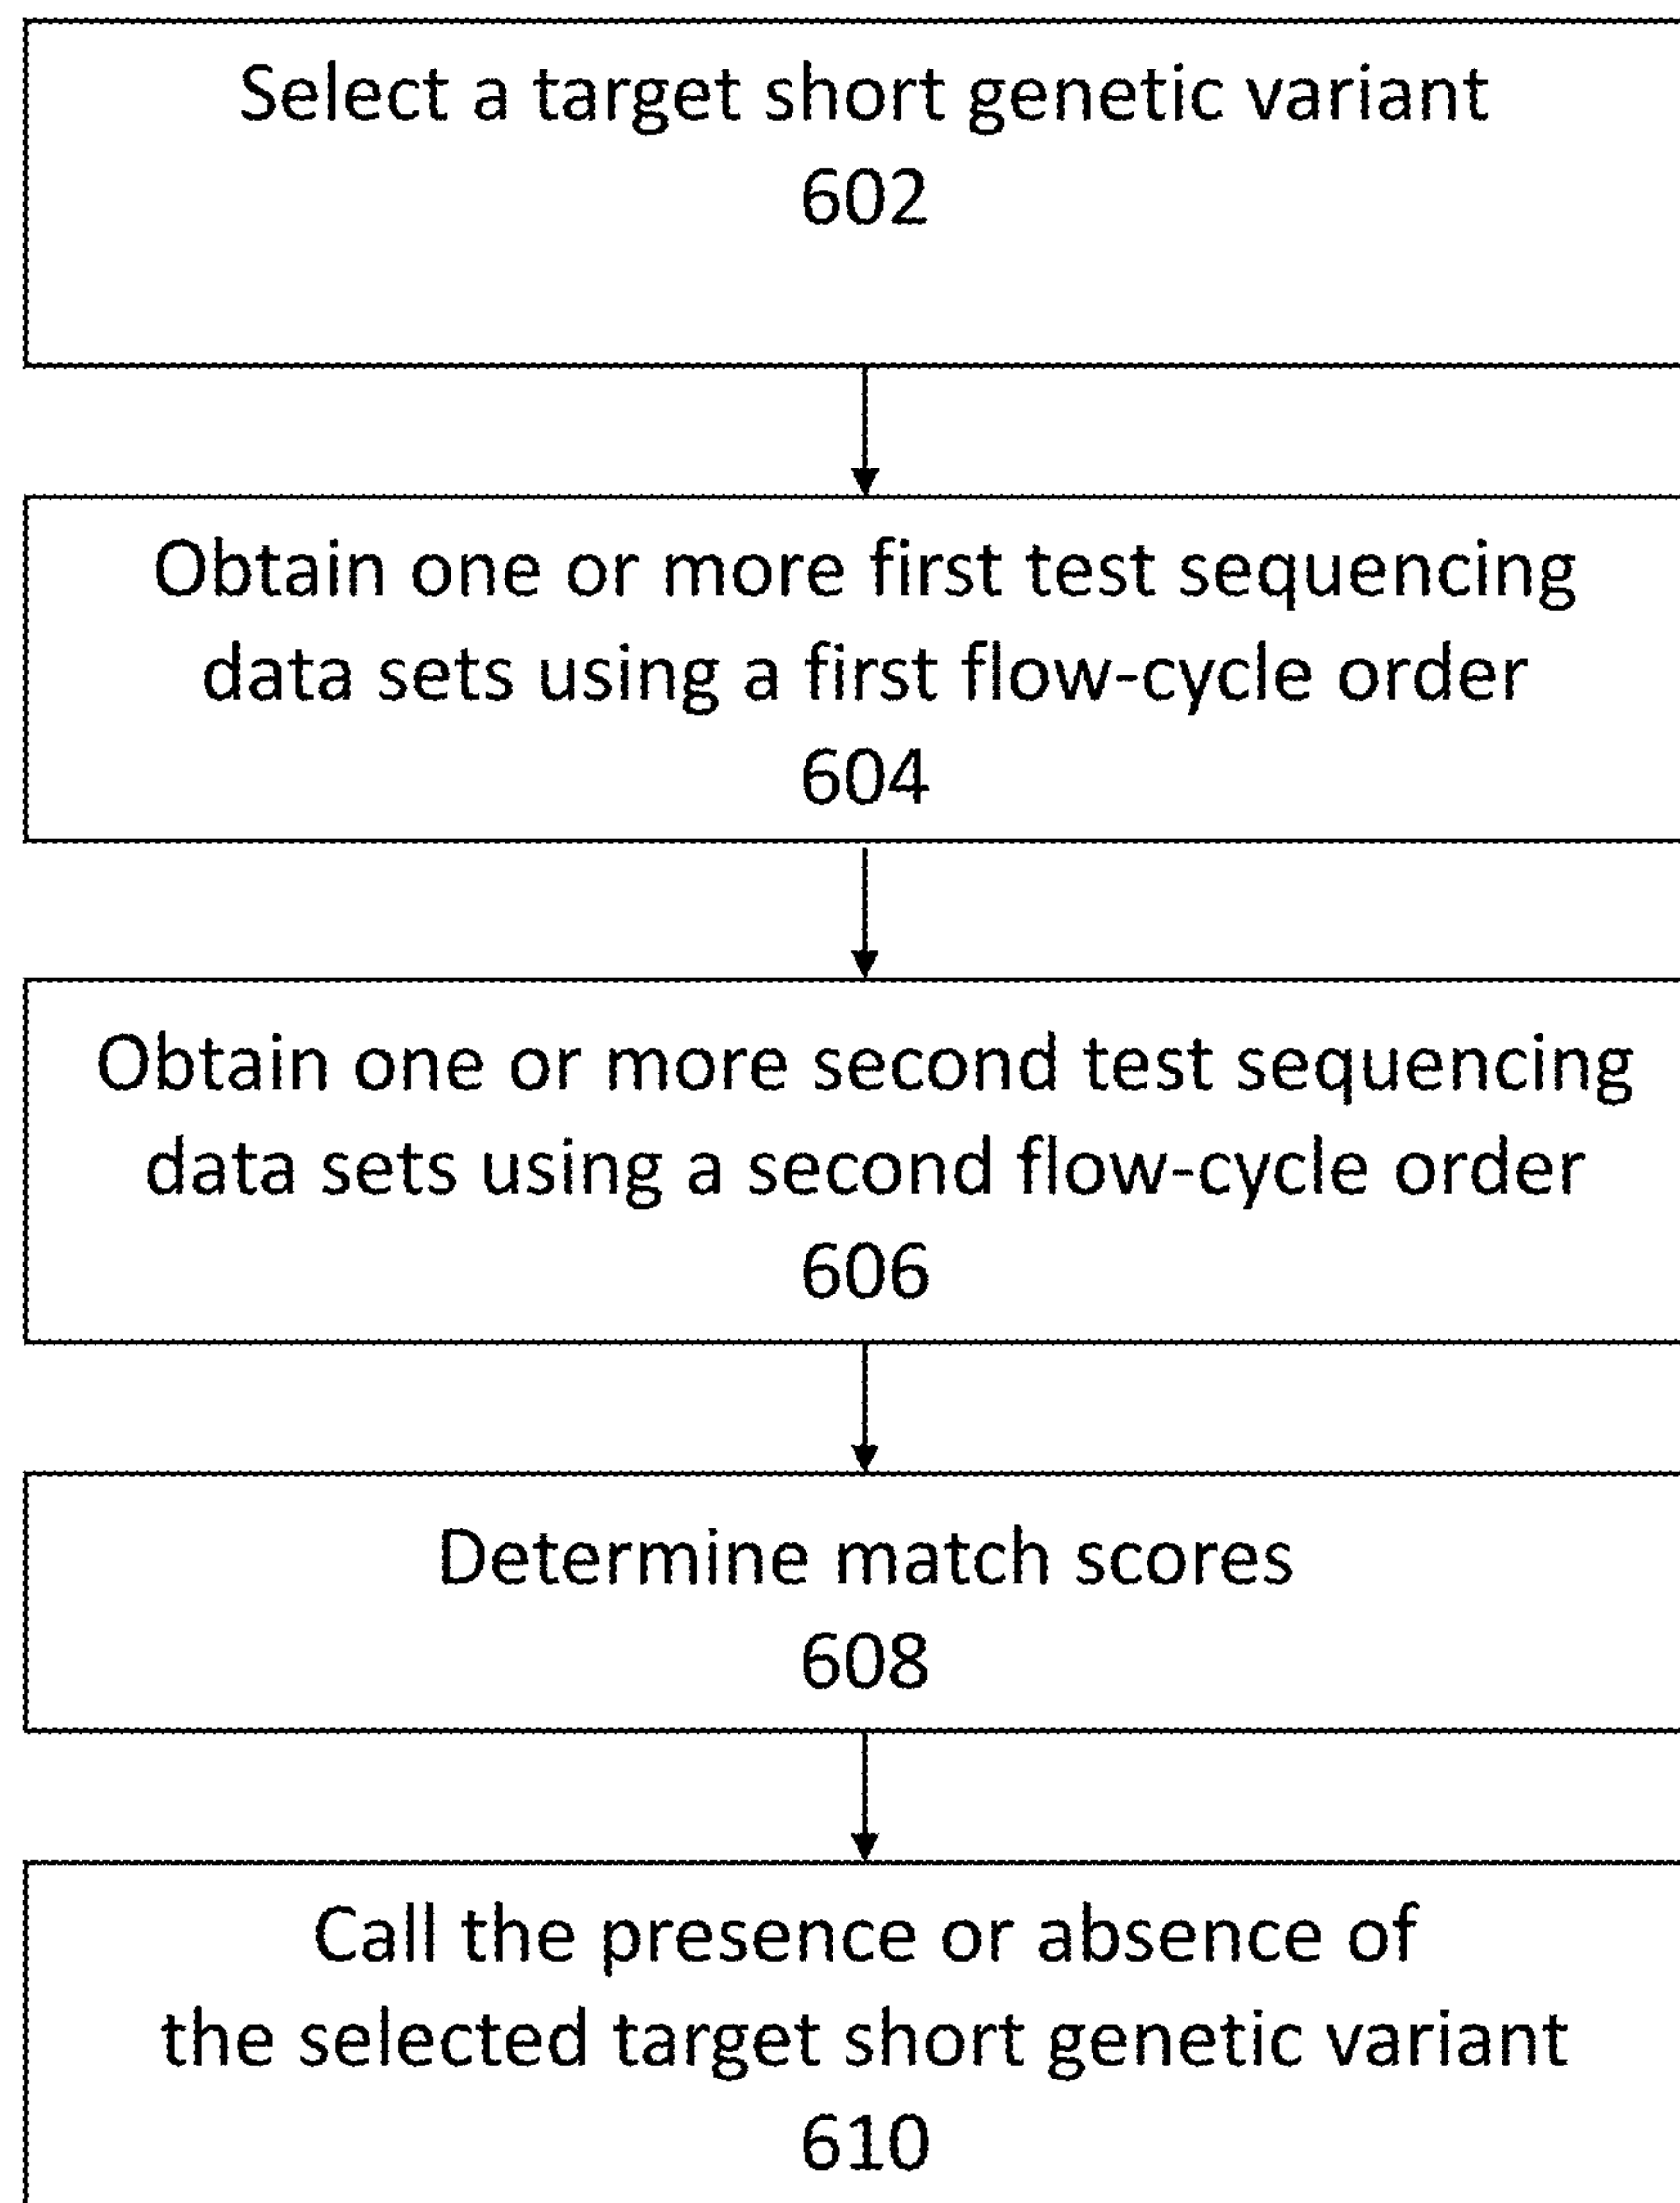 Select a target short genetic variant
602
Obtain one or more first test sequencing
data sets using a first flow-cycle order
604
Obtain one or more second test sequencing
data sets using a second flow-cycle order
606
Determine match scores
608
Call the presence or absence of
the selected target short genetic variant
610